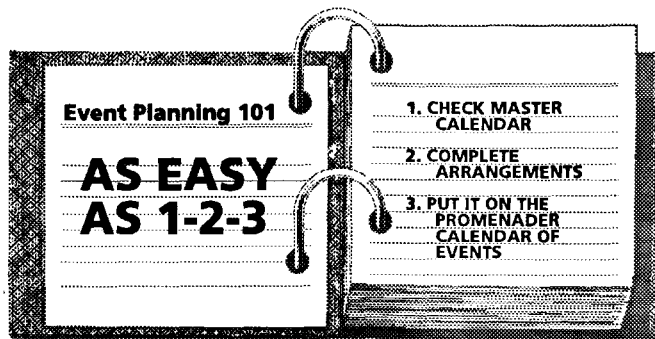 Event Planning 101
AS EASY
AS 1-2-3
1. CHECK MASTER
CALENDAR
2. COMPLETE
ARRANGEMENTS
3. PUT IT ON THE
PROMENADER
CALENDAR OF
EVENTS